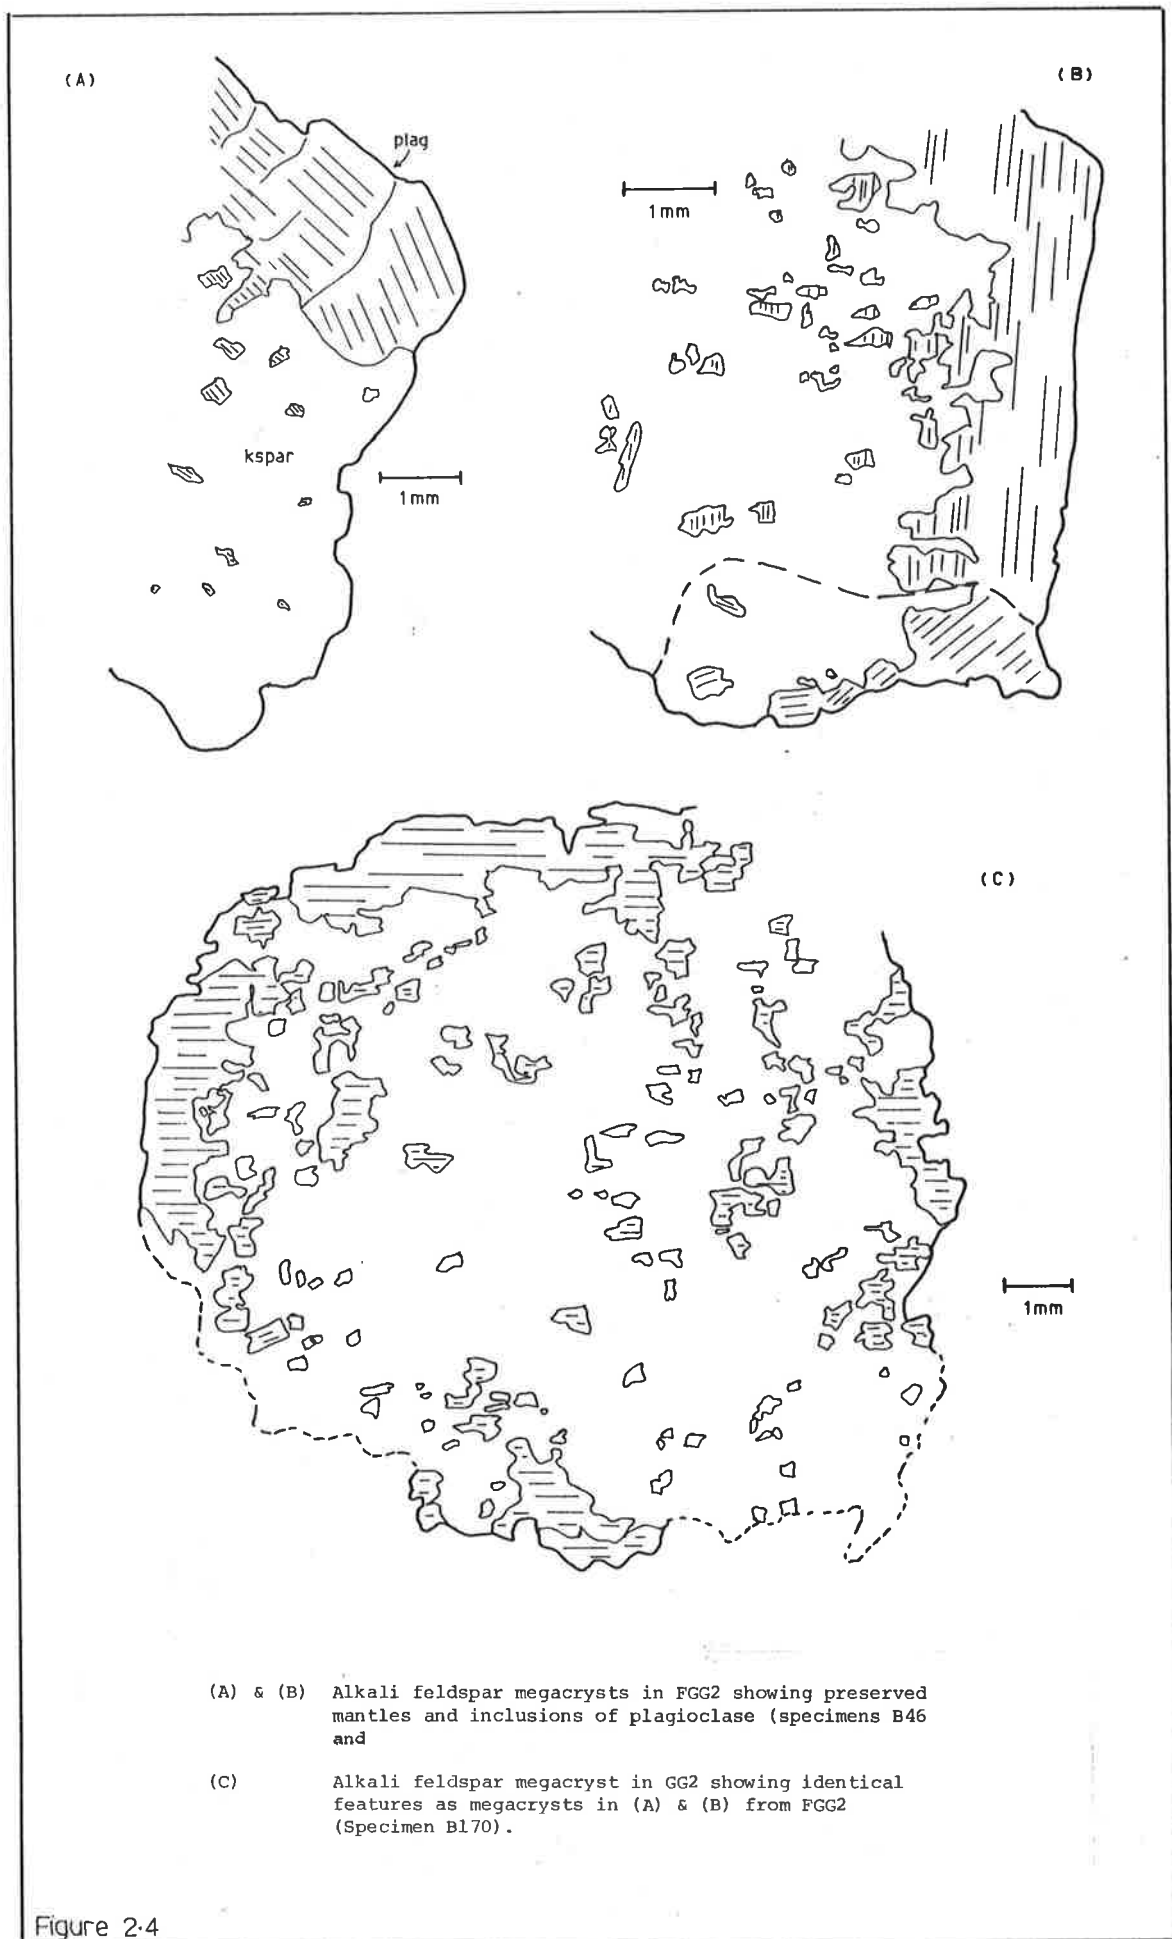 (A)
(B)
plag
1mm
kspar
1mm
(C)
1mm
(A) & (B) Alkali feldspar megacrysts in FGG2 showing preserved
mantles and inclusions of plagioclase (specimens B46
and
(C) Alkali feldspar megacryst in GG2 showing identical
features as megacrysts in (A) & (B) from FGG2
(Specimen B170).
Figure 2·4